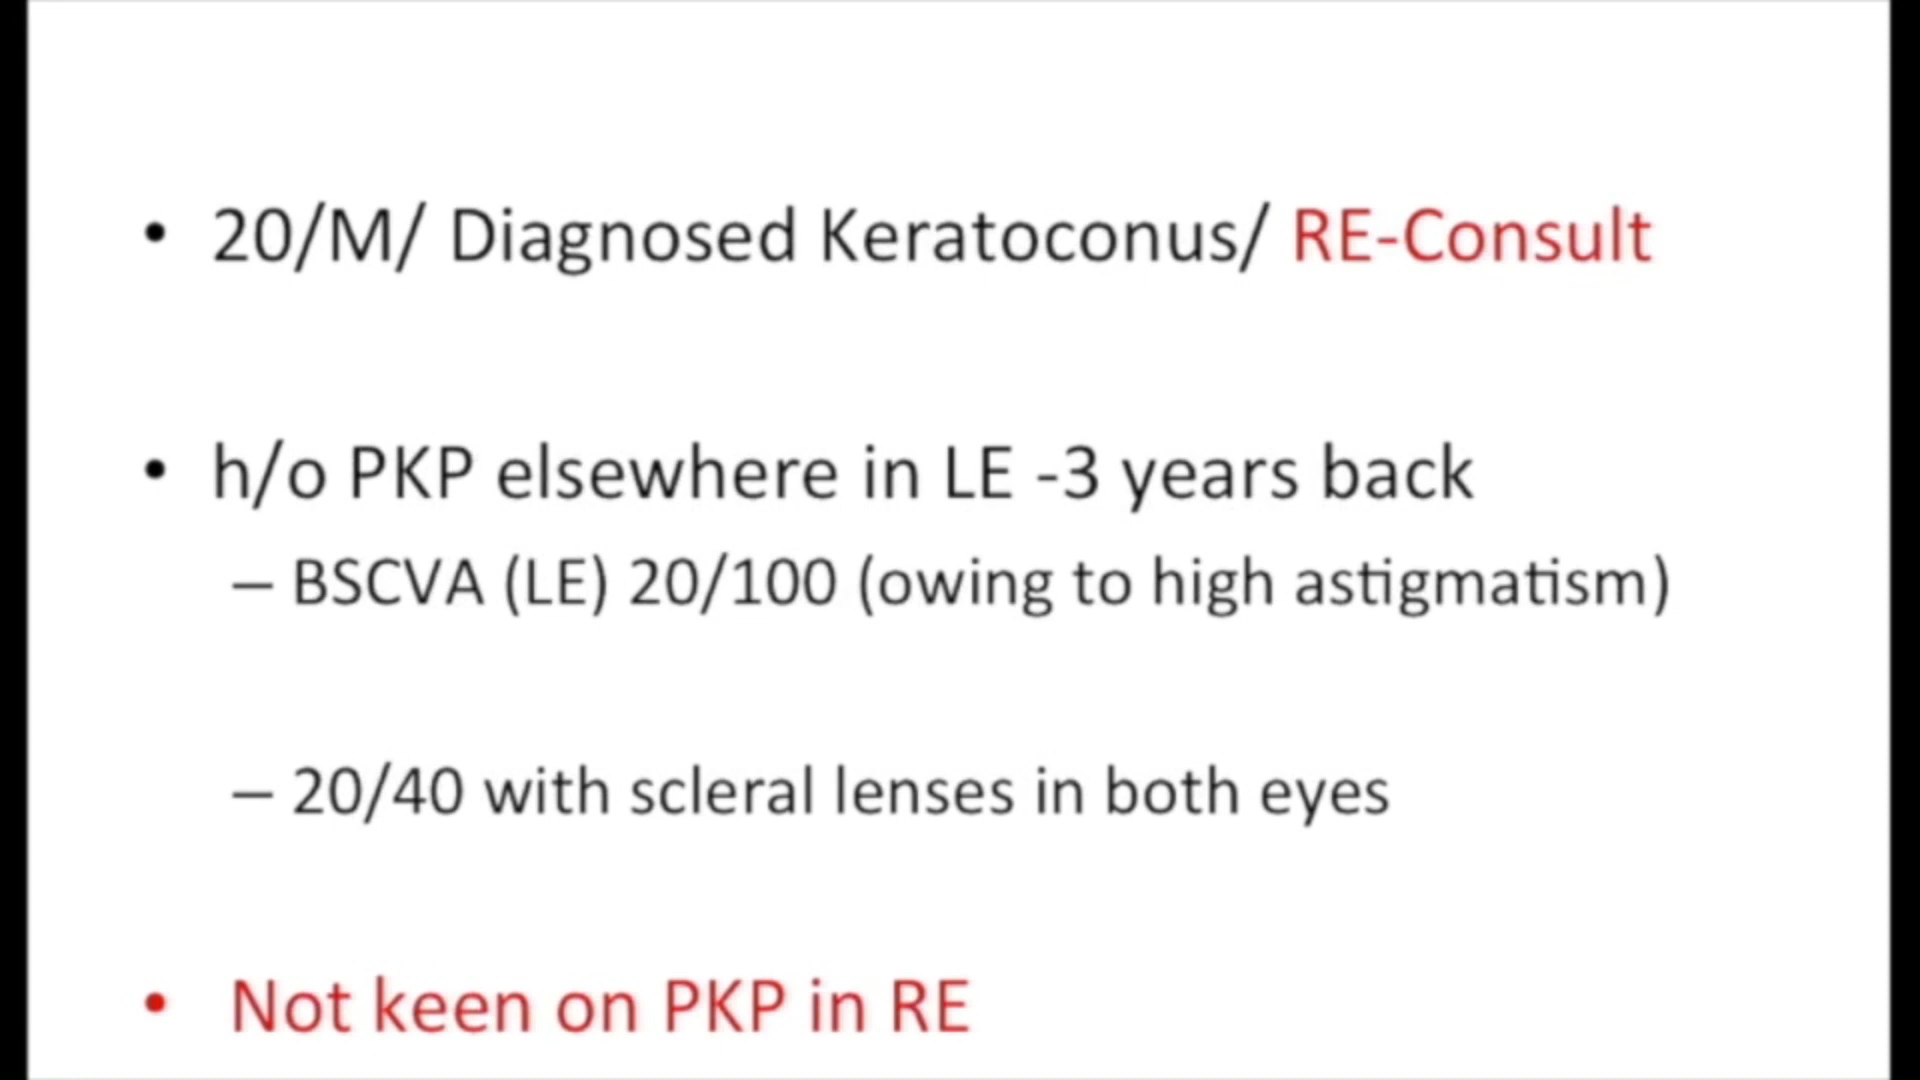 • 20/M/ Diagnosed Keratoconus/ RE-Consult
• h/o PKP elsewhere in LE -3 years back
– BSCVA (LE) 20/100 (owing to high astigmatism)
– 20/40 with scleral lenses in both eyes
• Not keen on PKP in RE